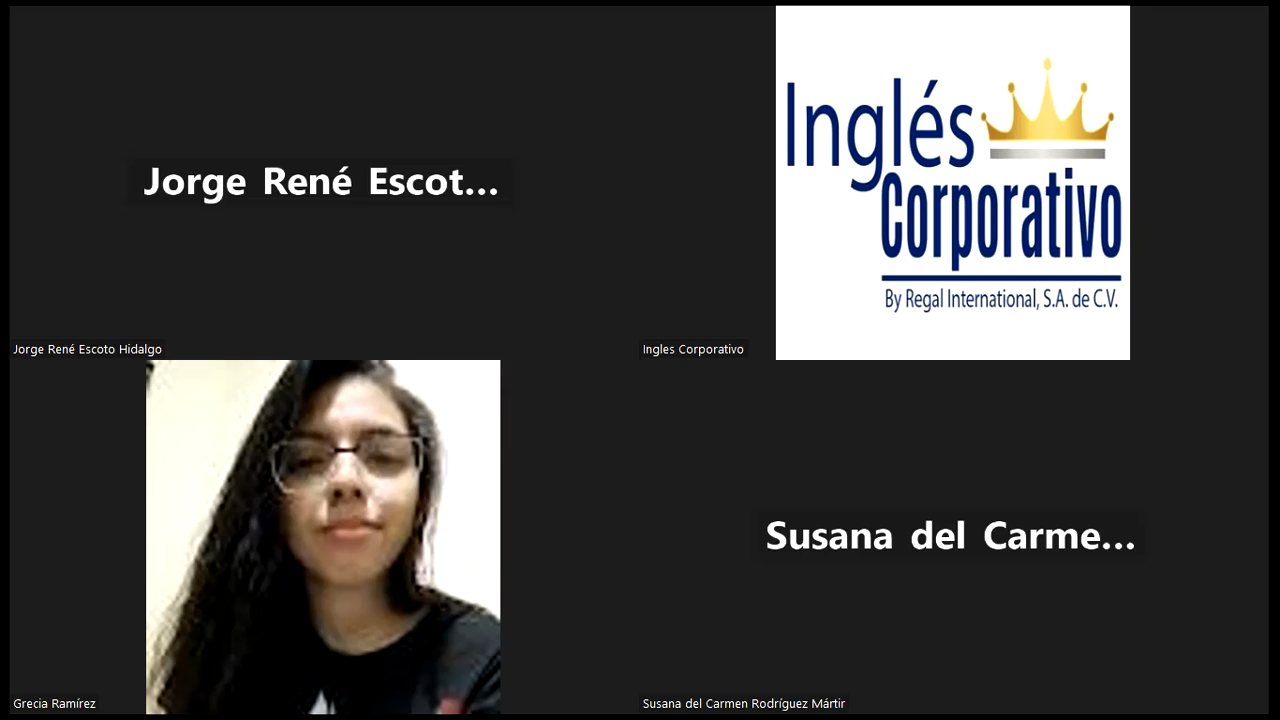 Jorge René Escot...
Jorge René Escoto Hidalgo
Inglés
Corporativo
By Regal International, S.A. de C.V.
Ingles Corporativo
Grecia Ramírez
Susana del Carme...
Susana del Carmen Rodríguez Mártir